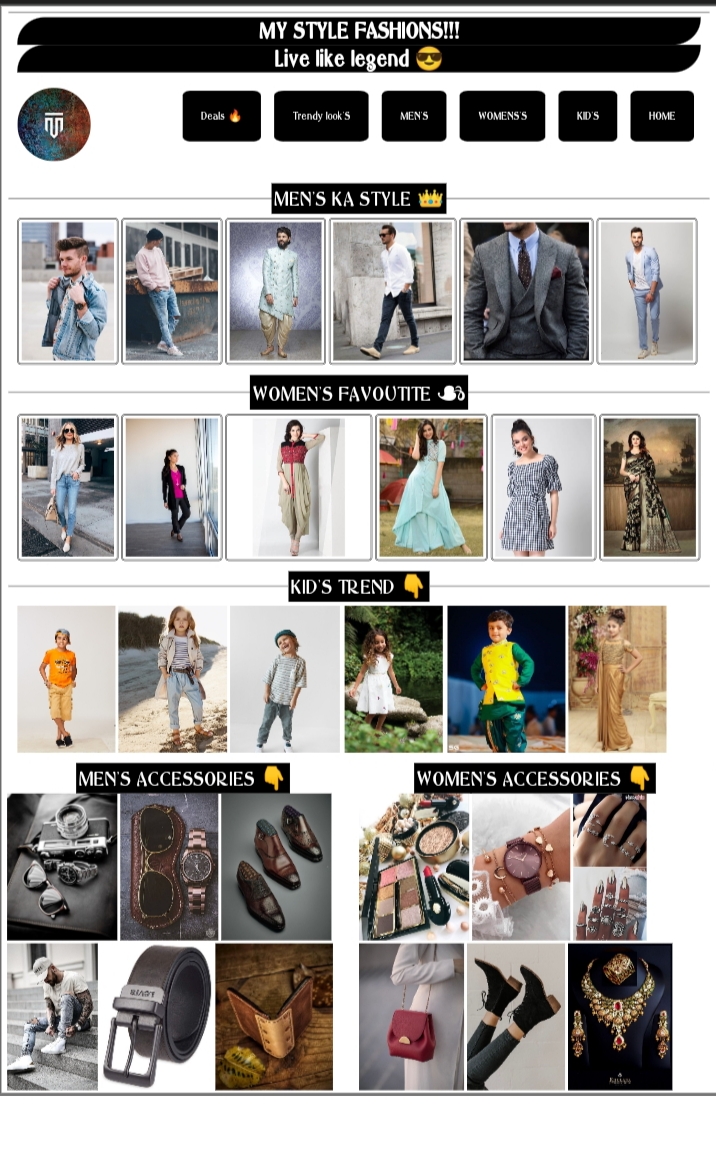 MY STYLE FASHIONS!!!
Live like legend 😎
Deals 🔥
Trendy look'S
MEN'S
WOMENS'S
KID'S
HOME
MEN'S KA STYLE 👑
WOMEN'S FAVOUTITE 👒
KID'S TREND 👇
MEN'S ACCESSORIES 👇
WOMEN'S ACCESSORIES 👇